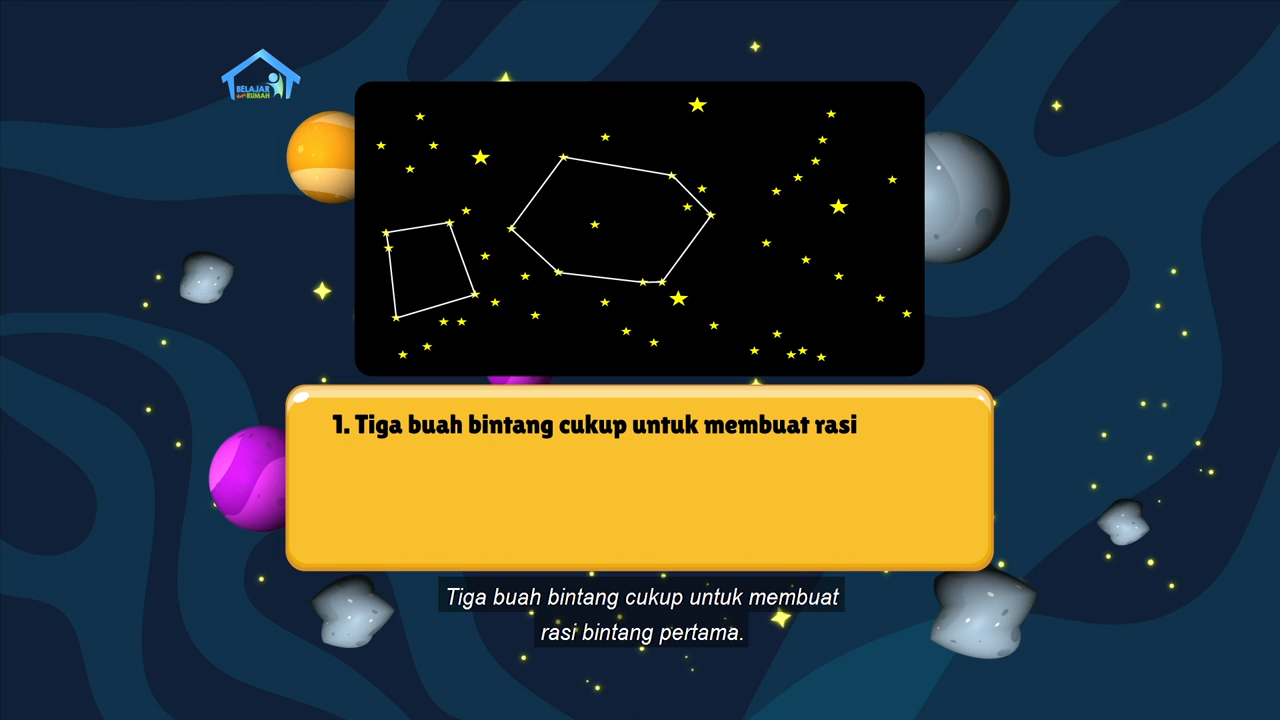 BELAJAR
dari RUMAH
1. Tiga buah bintang cukup untuk membuat rasi
Tiga buah bintang cukup untuk membuat
rasi bintang pertama.